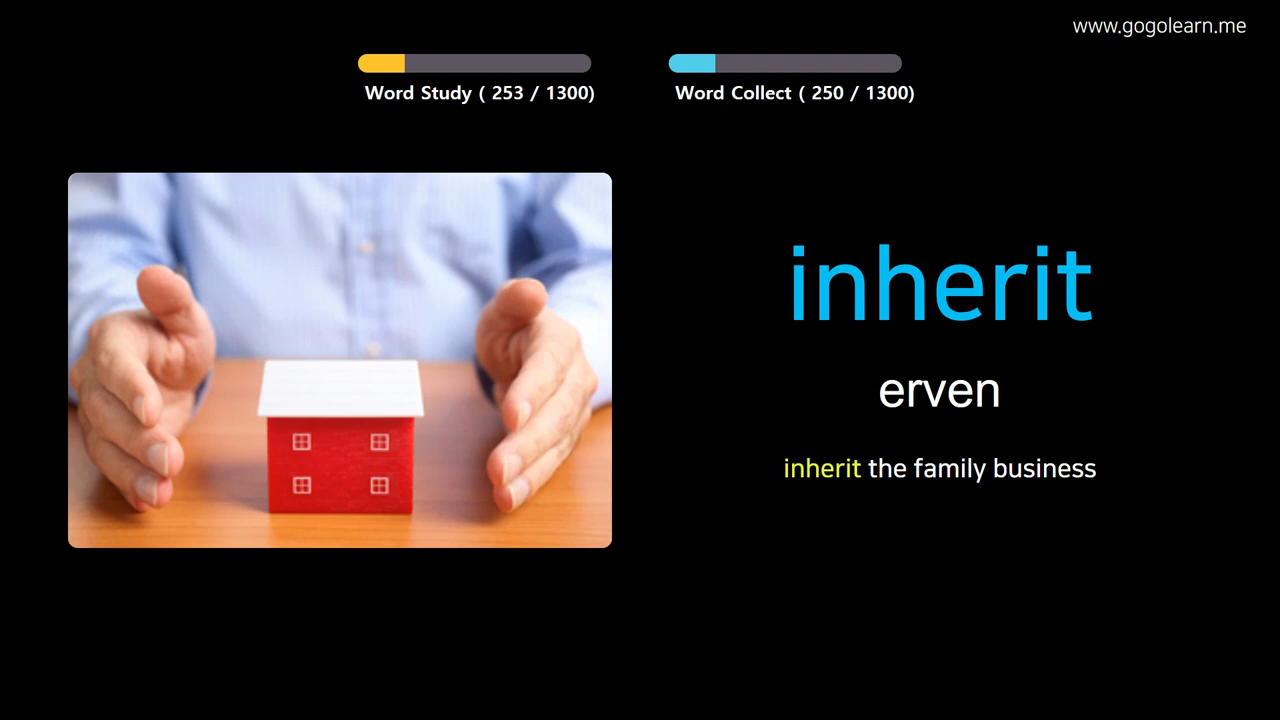 www.gogolearn.me
Word Study ( 253 / 1300)
Word Collect ( 250 / 1300)
inherit
erven
inherit the family business